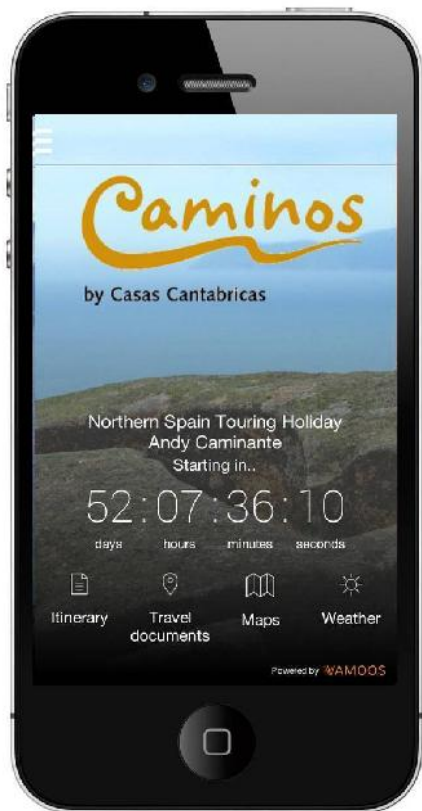 Caminos
by Casas Cantabricas
Northern Spain Touring Holiday
Andy Caminante
Starting in..
52:07:36:10
days hours minutes seconds
Itinerary Travel documents Maps Weather
Powered by VAMOOS